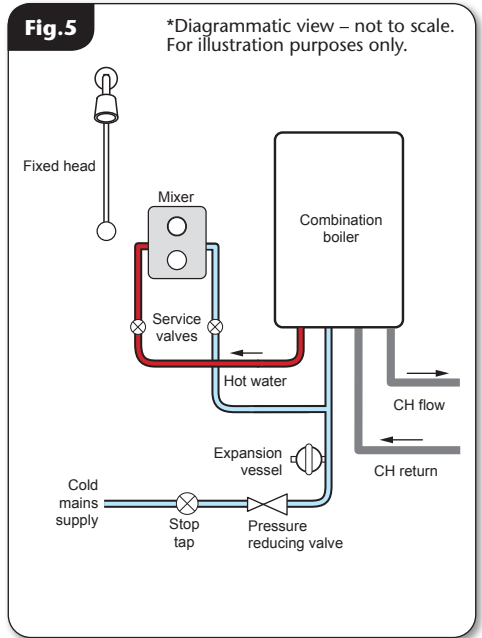 Fig.5
*Diagrammatic view – not to scale.
For illustration purposes only.
Fixed head
Mixer
Combination
boiler
Service
valves
Hot water
CH flow
Expansion
vessel
CH return
Cold
mains
supply
Stop
tap
Pressure
reducing valve